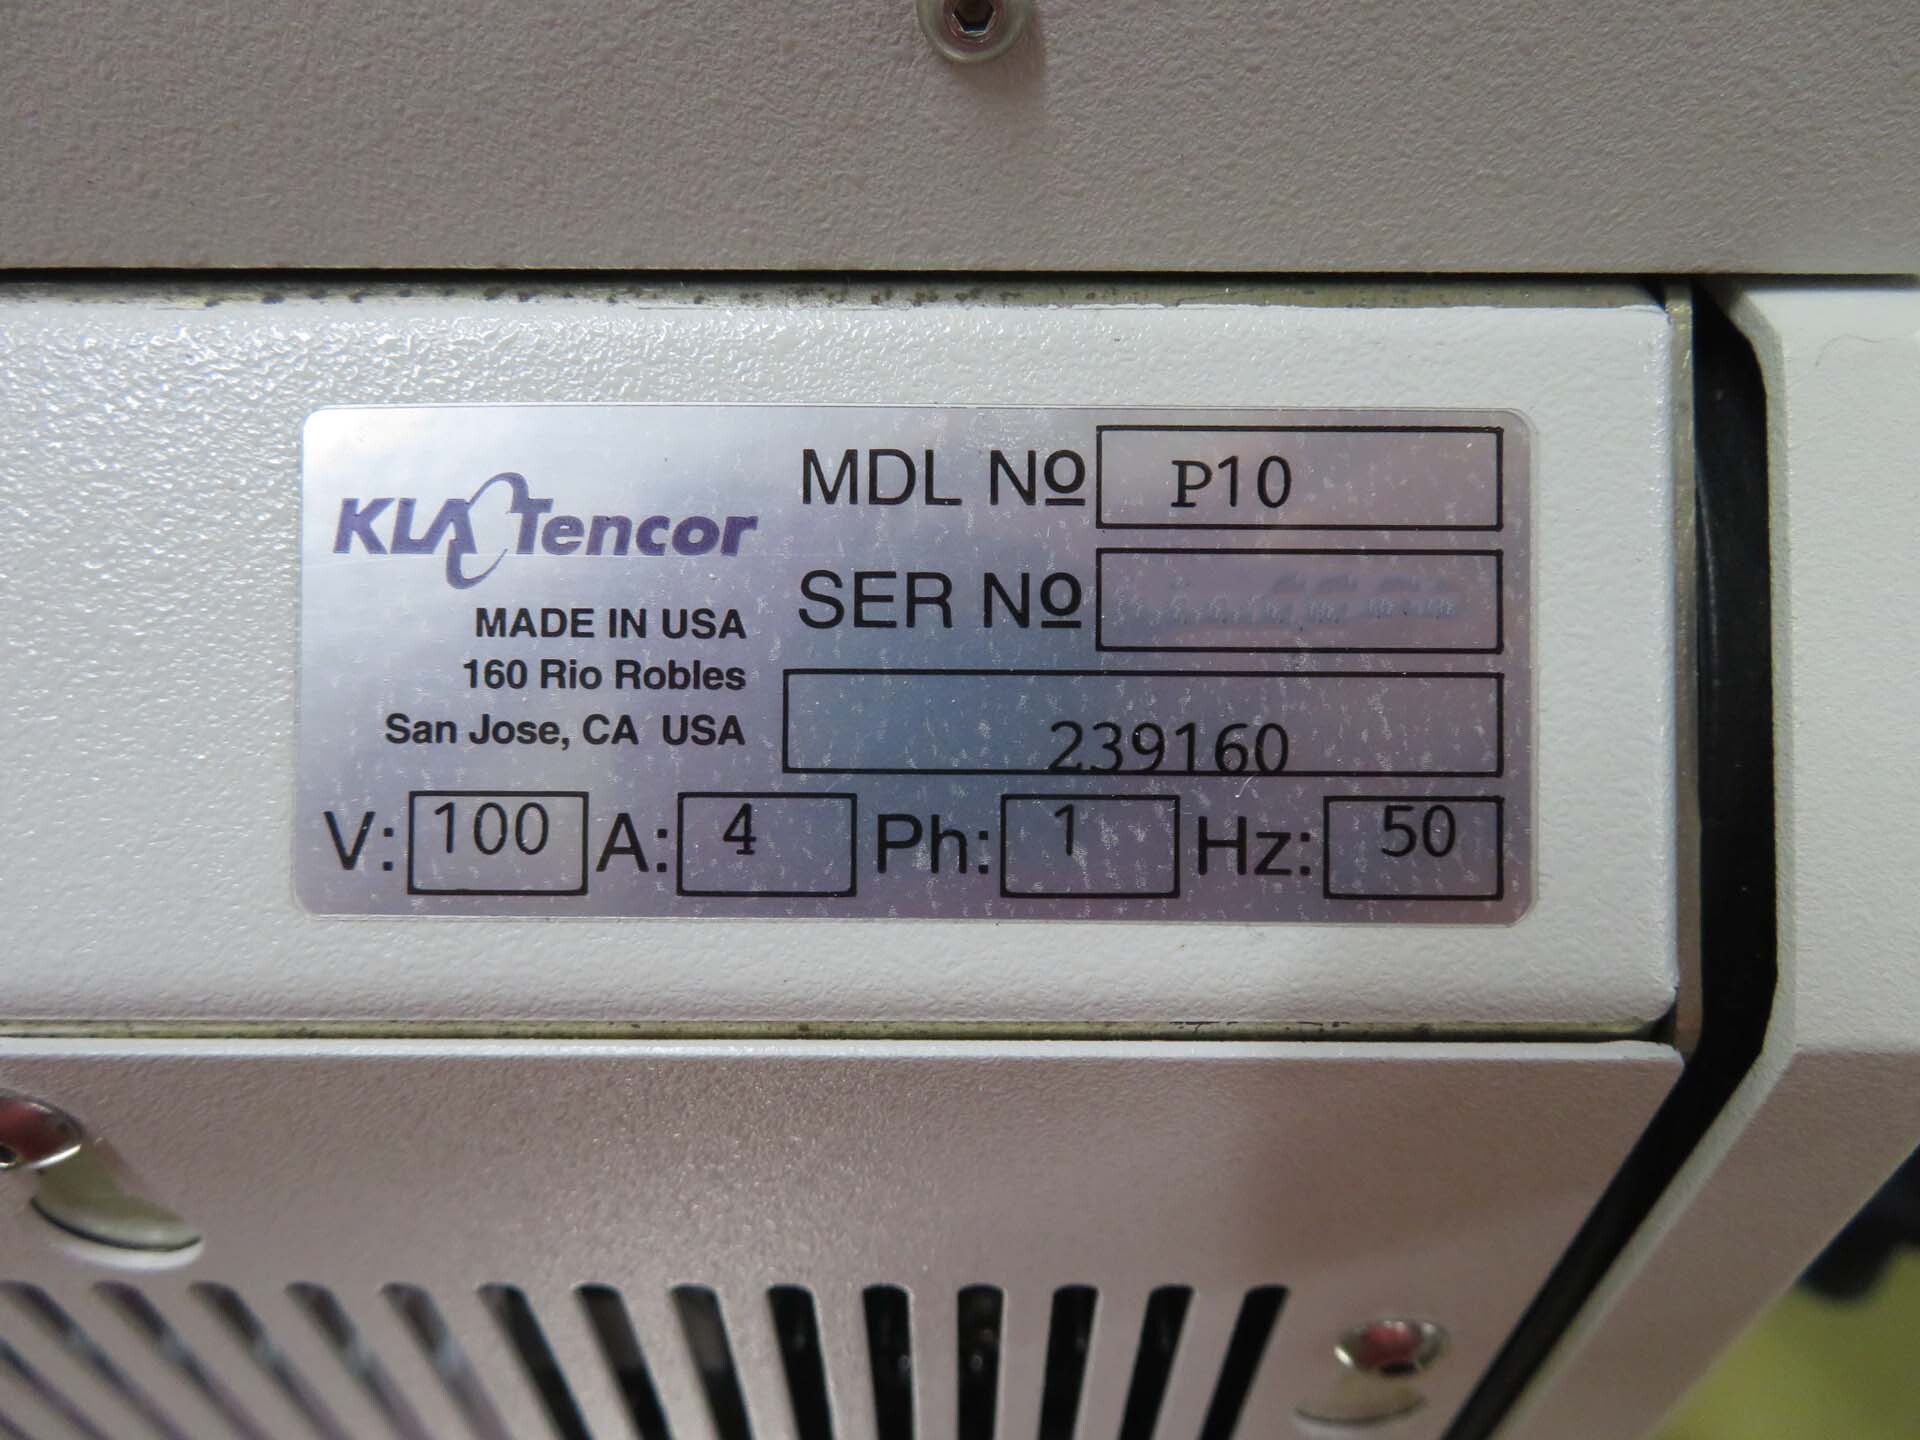 KLA Tencor
MADE IN USA
160 Rio Robles
San Jose, CA USA
MDL Nº P10
SER Nº
239160
V: 100 A: 4 Ph: 1 Hz: 50